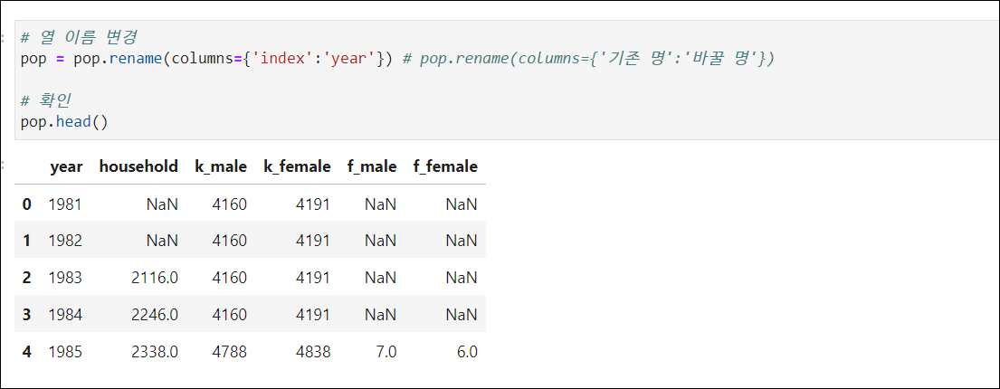 # 열 이름 변경
pop = pop.rename(columns={'index':'year'}) # pop.rename(columns={'기존 명':'바꿀 명'})
# 확인
pop.head()
year household k_male k_female f_male f_female
0 1981 NaN 4160 4191 NaN NaN
1 1982 NaN 4160 4191 NaN NaN
2 1983 2116.0 4160 4191 NaN NaN
3 1984 2246.0 4160 4191 NaN NaN
4 1985 2338.0 4788 4838 7.0 6.0